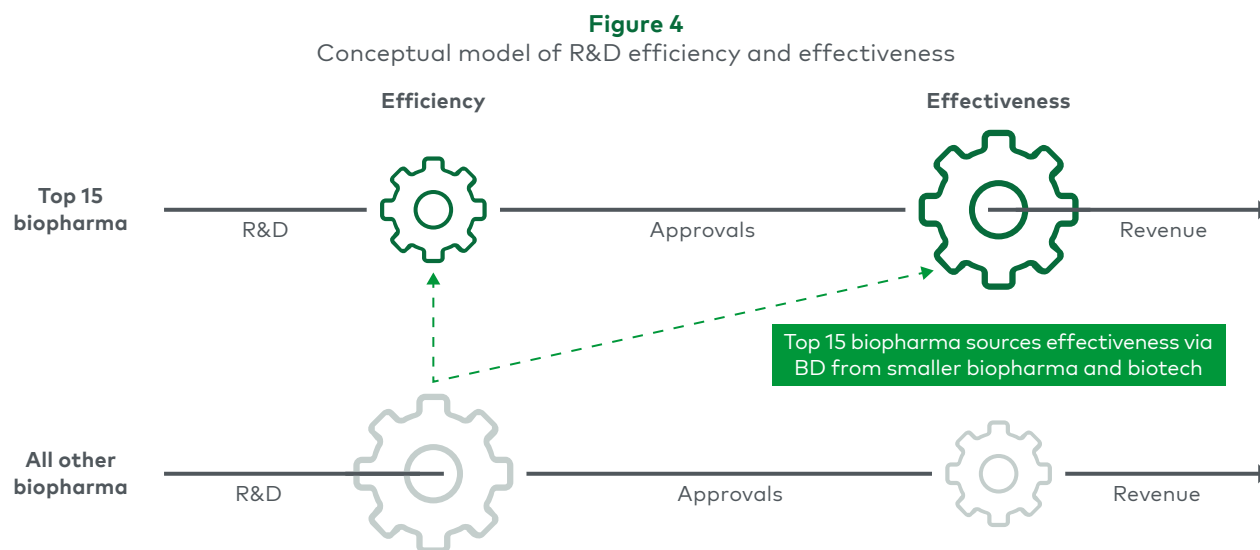 Figure 4
Conceptual model of R&D efficiency and effectiveness
Efficiency
Effectiveness
Top 15
biopharma
R&D
Approvals
Revenue
Top 15 biopharma sources effectiveness via
BD from smaller biopharma and biotech
All other
biopharma
R&D
Approvals
Revenue